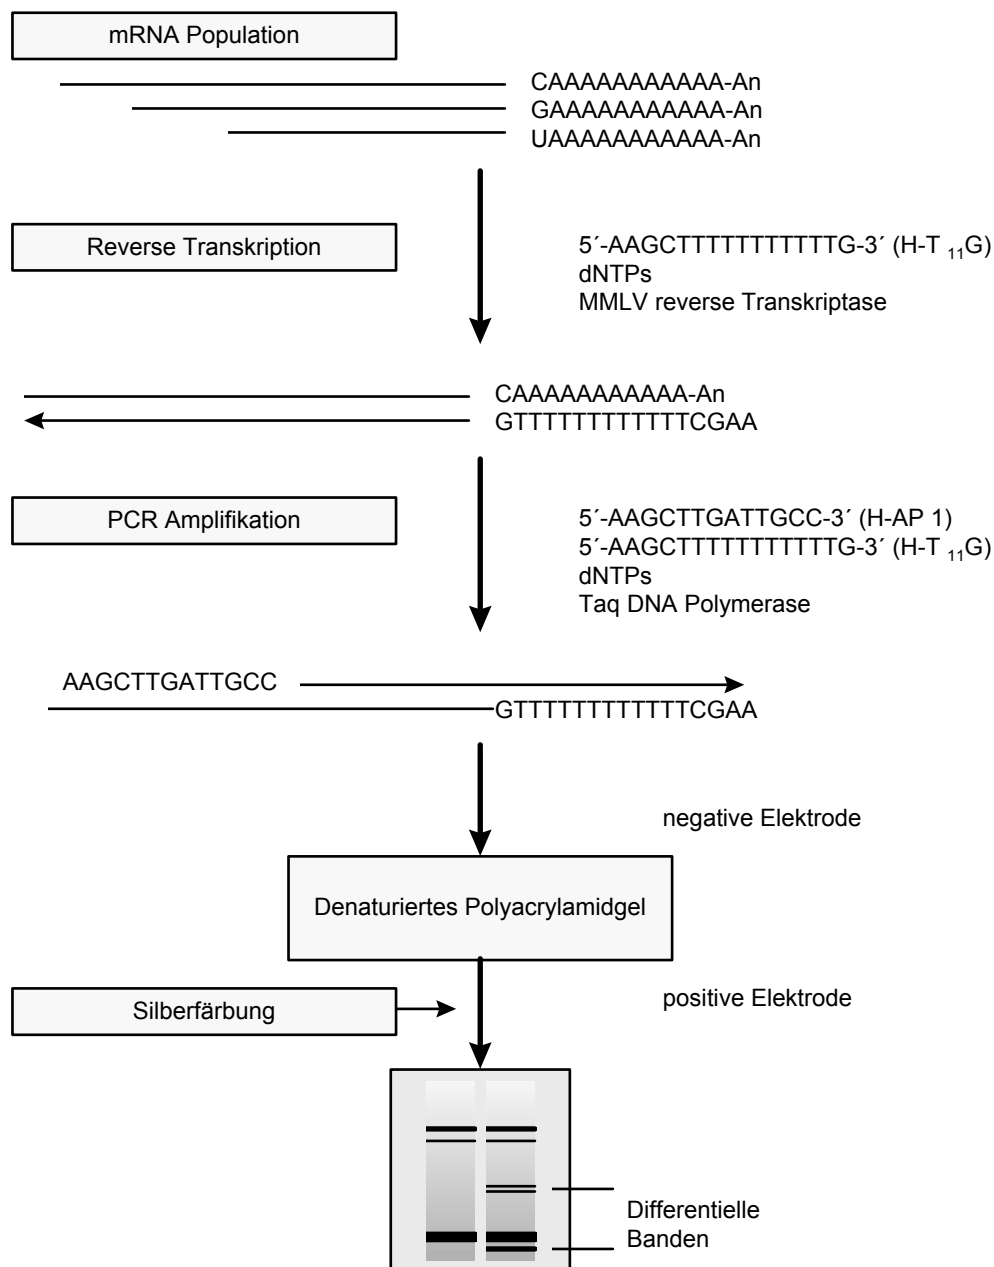 mRNA Population
CAAAAAAAAAAA-An
GAAAAAAAAAAA-An
UAAAAAAAAAAA-An
Reverse Transkription
5´-AAGCTTTTTTTTTTTG-3´ (H-T 11G)
dNTPs
MMLV reverse Transkriptase
CAAAAAAAAAAA-An
GTTTTTTTTTTTTCGAA
PCR Amplifikation
5´-AAGCTTGATTGCC-3´ (H-AP 1)
5´-AAGCTTTTTTTTTTTG-3´ (H-T 11G)
dNTPs
Taq DNA Polymerase
AAGCTTGATTGCC
GTTTTTTTTTTTTCGAA
negative Elektrode
Denaturiertes Polyacrylamidgel
positive Elektrode
Silberfärbung
Differentielle
Banden